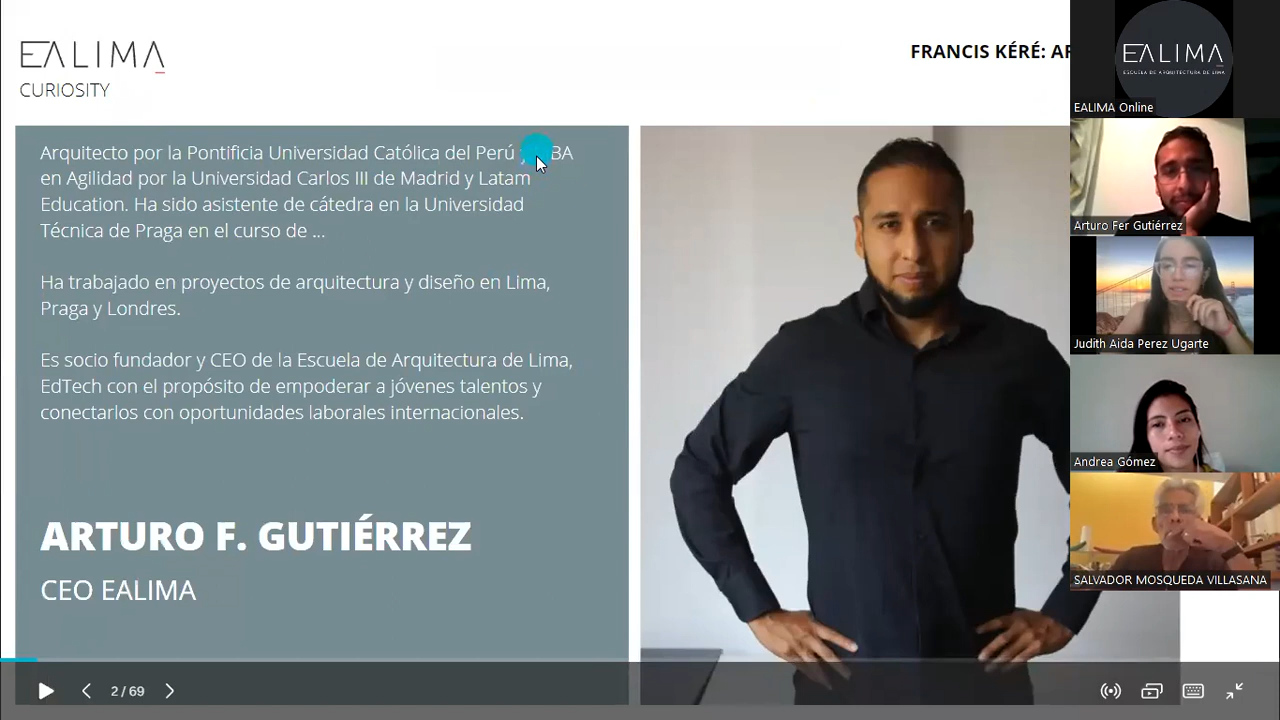 EALIMA
CURIOSITY
FRANCIS KÉRÉ:
Arquitecto por la Pontificia Universidad Católica del Perú
en Agilidad por la Universidad Carlos III de Madrid y Latam
Education. Ha sido asistente de cátedra en la Universidad
Técnica de Praga en el curso de ...
Ha trabajado en proyectos de arquitectura y diseño en Lima,
Praga y Londres.
Es socio fundador y CEO de la Escuela de Arquitectura de Lima,
EdTech con el propósito de empoderar a jóvenes talentos y
conectarlos con oportunidades laborales internacionales.
ARTURO F. GUTIÉRREZ
CEO EALIMA
2 / 69
EALIMA
ESCUELA DE ARQUITECTURA DE LIMA
EALIMA Online
Arturo Fer Gutiérrez
Judith Aida Perez Ugarte
Andrea Gómez
SALVADOR MOSQUEDA VILLASANA